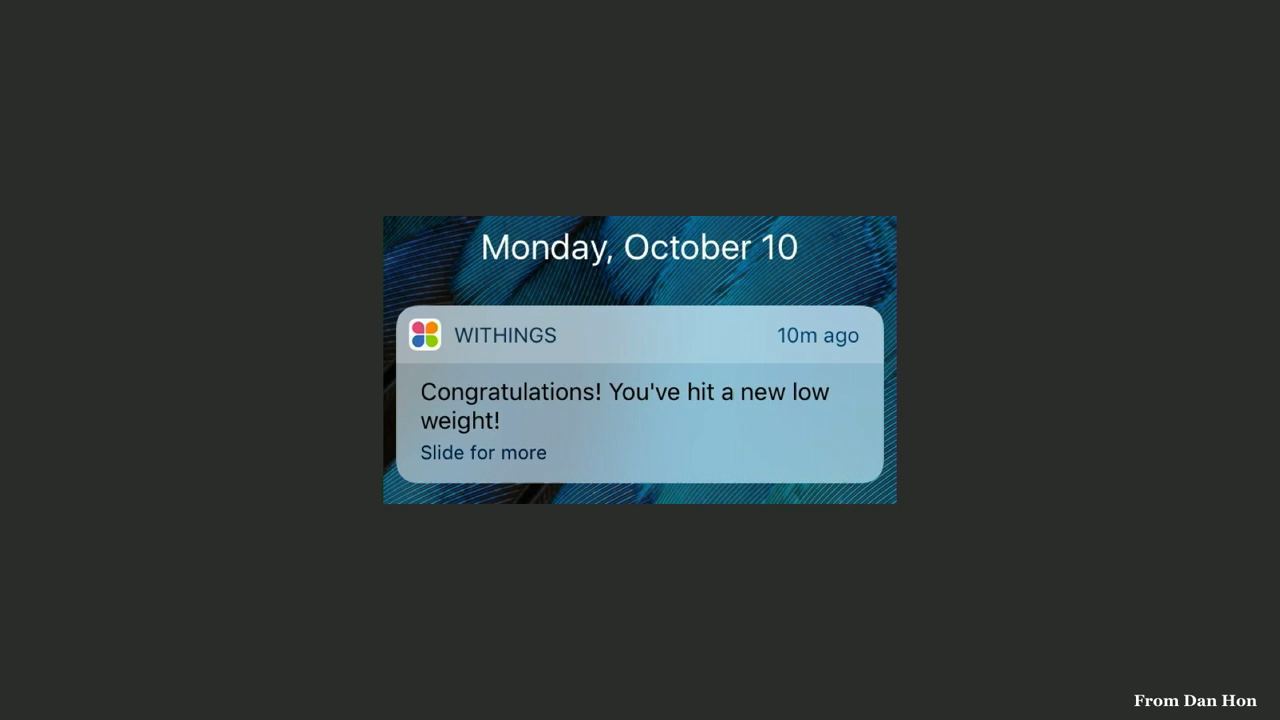 Monday, October 10
WITHINGS 10m ago
Congratulations! You've hit a new low
weight!
Slide for more
From Dan Hon